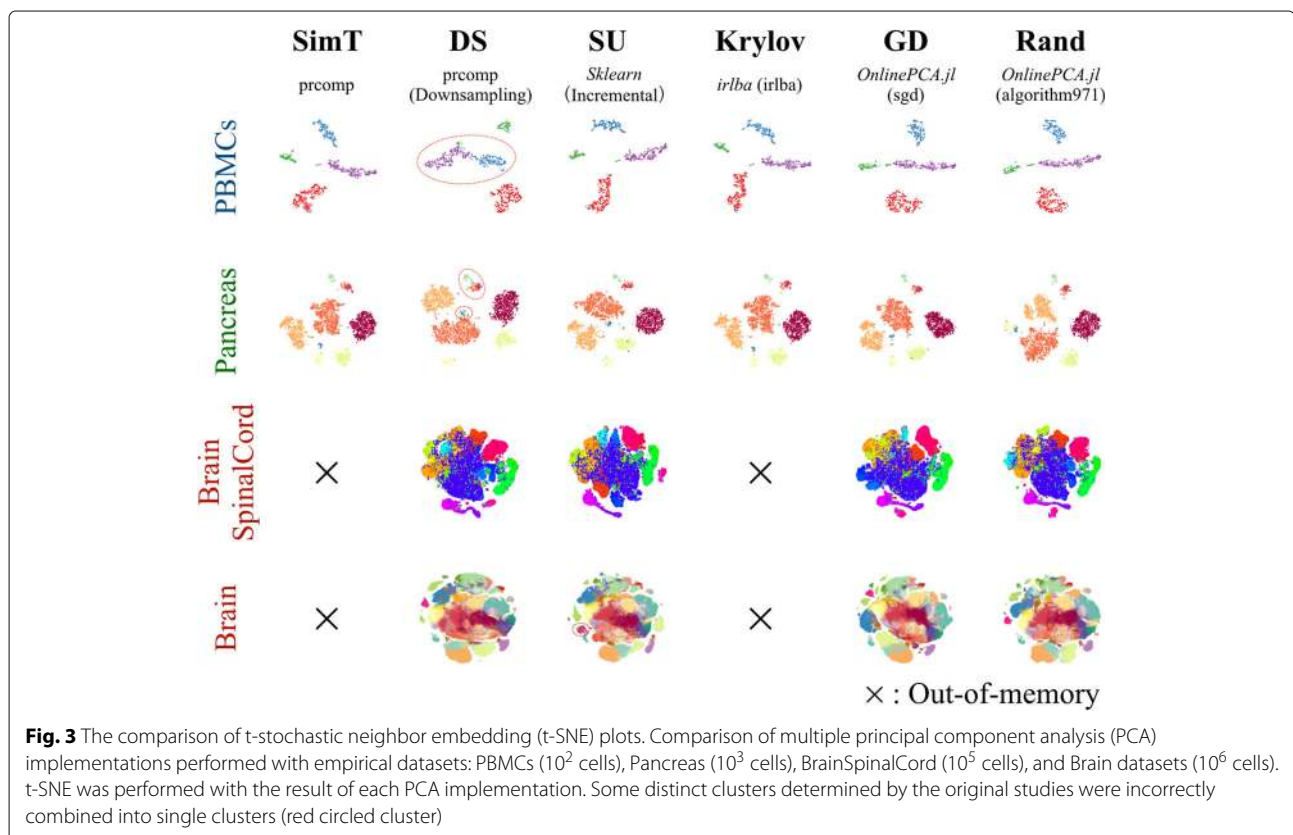 SimT DS SU Krylov GD Rand
prcomp prcomp (Downsampling) Sklearn (Incremental) irlba (irlba) OnlinePCA.jl (sgd) OnlinePCA.jl (algorithm971)
PBMCs
Pancreas
Brain
SpinalCord
× ×
Brain
× ×
× : Out-of-memory
Fig. 3 The comparison of t-stochastic neighbor embedding (t-SNE) plots. Comparison of multiple principal component analysis (PCA)
implementations performed with empirical datasets: PBMCs (10² cells), Pancreas (10³ cells), BrainSpinalCord (10⁵ cells), and Brain datasets (10⁶ cells).
t-SNE was performed with the result of each PCA implementation. Some distinct clusters determined by the original studies were incorrectly
combined into single clusters (red circled cluster)